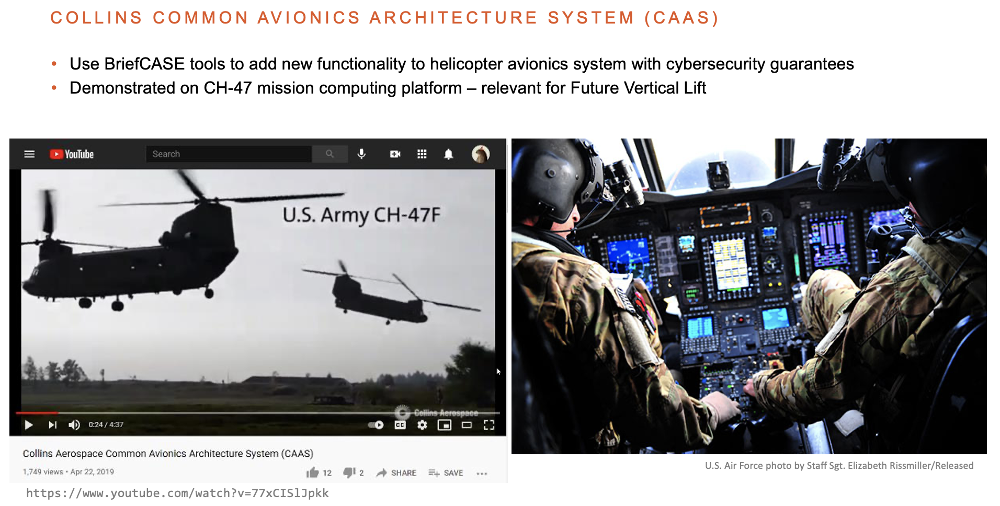 COLLINS COMMON AVIONICS ARCHITECTURE SYSTEM (CAAS)
• Use BriefCASE tools to add new functionality to helicopter avionics system with cybersecurity guarantees
• Demonstrated on CH-47 mission computing platform – relevant for Future Vertical Lift
YouTube
Search
U.S. Army CH-47F
Collins Aerospace
0:24 / 4:37
CC
Collins Aerospace Common Avionics Architecture System (CAAS)
1,749 views • Apr 22, 2019
12 2 SHARE SAVE
U.S. Air Force photo by Staff Sgt. Elizabeth Rissmiller/Released
https://www.youtube.com/watch?v=77xCISlJpkk